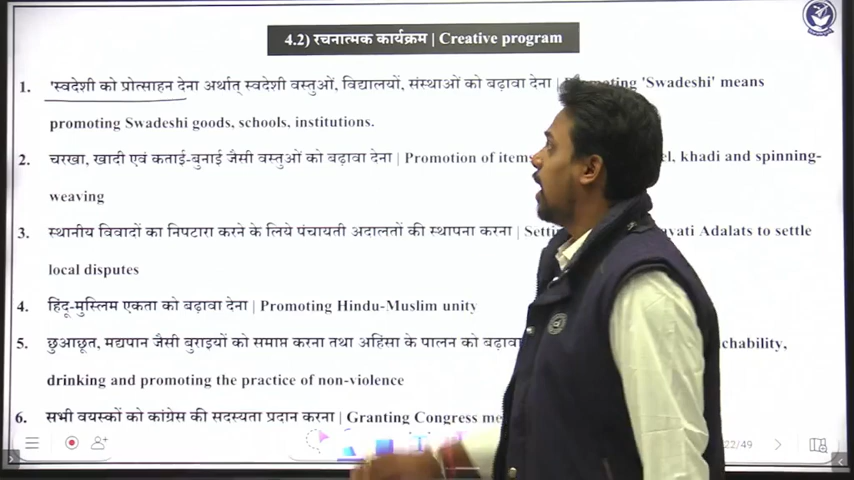 4.2) रचनात्मक कार्यक्रम | Creative program
1. 'स्वदेशी को प्रोत्साहन देना अर्थात् स्वदेशी वस्तुओं, विद्यालयों, संस्थाओं को बढ़ावा देना | 'Swadeshi' means
promoting Swadeshi goods, schools, institutions.
2. चरखा, खादी एवं कताई-बुनाई जैसी वस्तुओं को बढ़ावा देना | Promotion of items khadi and spinning-
weaving
3. स्थानीय विवादों का निपटारा करने के लिये पंचायती अदालतों की स्थापना करना | Adalats to settle
local disputes
4. हिंदू-मुस्लिम एकता को बढ़ावा देना | Promoting Hindu-Muslim unity
5. छुआछूत, मद्यपान जैसी बुराइयों को समाप्त करना तथा अहिंसा के पालन को
drinking and promoting the practice of non-violence
6. सभी वयस्कों को कांग्रेस की सदस्यता प्रदान करना | Granting Congress
22/49